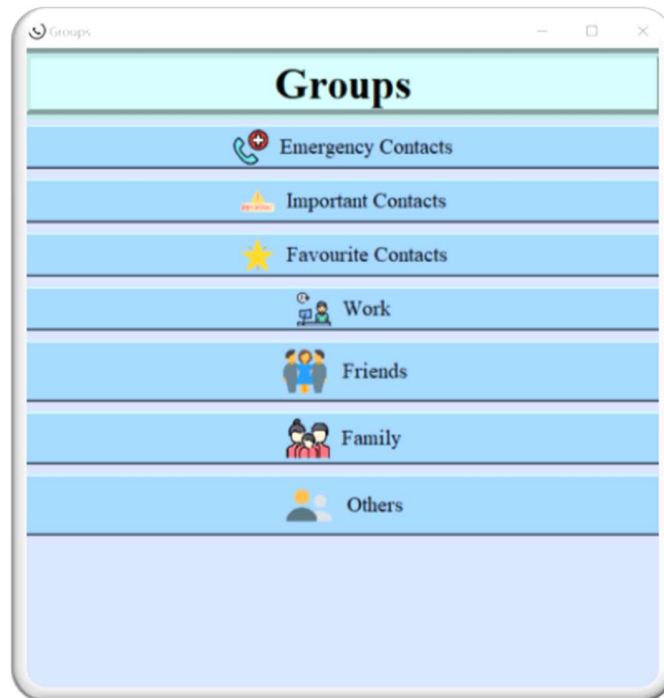 Groups
Groups
Emergency Contacts
Important Contacts
Favourite Contacts
Work
Friends
Family
Others